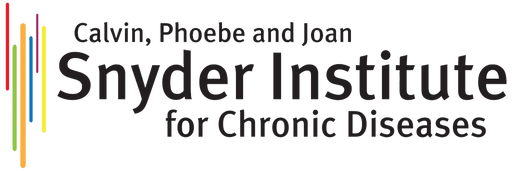 Calvin, Phoebe and Joan
Snyder Institute
for Chronic Diseases